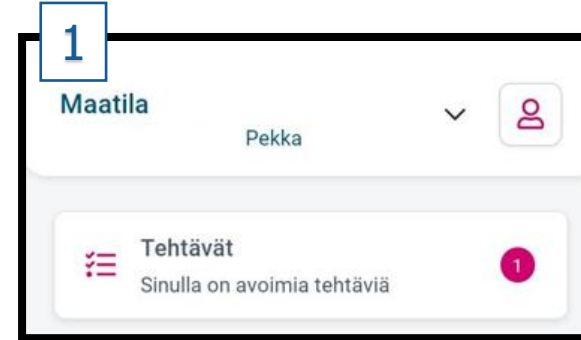 1
Maatila
Pekka
Tehtävät
Sinulla on avoimia tehtäviä
1